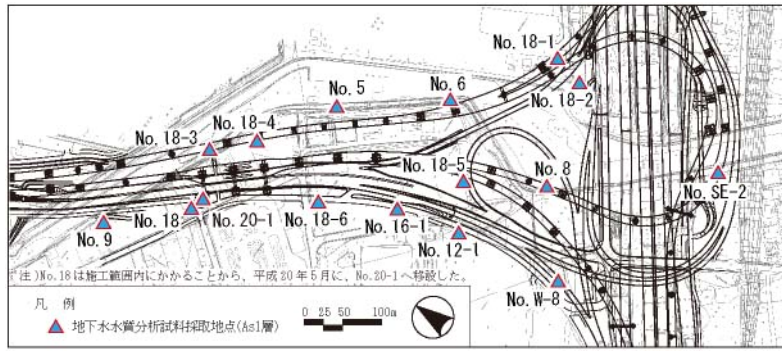 No. 18-1
No. 6
No. 5
No. 18-2
No. 18-4
No. 18-3
No. 18-5
No. 8
No. SE-2
No. 9
No. 18
No. 20-1
No. 18-6
No. 16-1
No. 12-1
No. W-8
注)No.18は施工範囲内にかかることから、平成20年5月に、No.20-1へ移設した。
凡 例
地下水水質分析試料採取地点(As1層)
0 25 50 100m